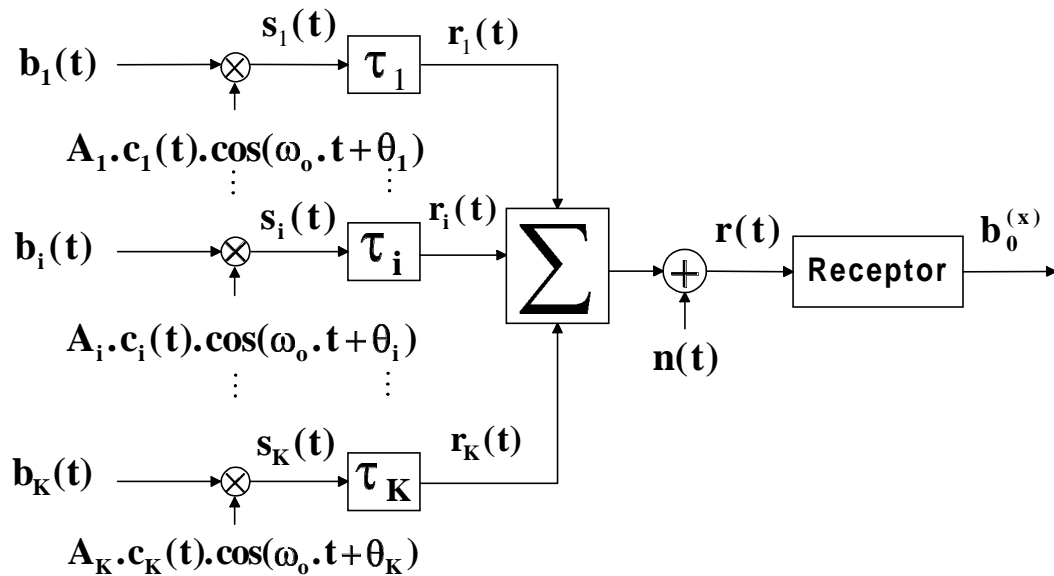 s₁(t) r₁(t)
b₁(t) τ₁
A₁.c₁(t).cos(ωₒ.t+θ₁)
⋮ ⋮
sᵢ(t) rᵢ(t) r(t) b₀⁽ˣ⁾
bᵢ(t) τᵢ Σ + Receptor
Aᵢ.cᵢ(t).cos(ωₒ.t+θᵢ) n(t)
⋮ ⋮
s_K(t) r_K(t)
b_K(t) τ_K
A_K.c_K(t).cos(ωₒ.t+θ_K)